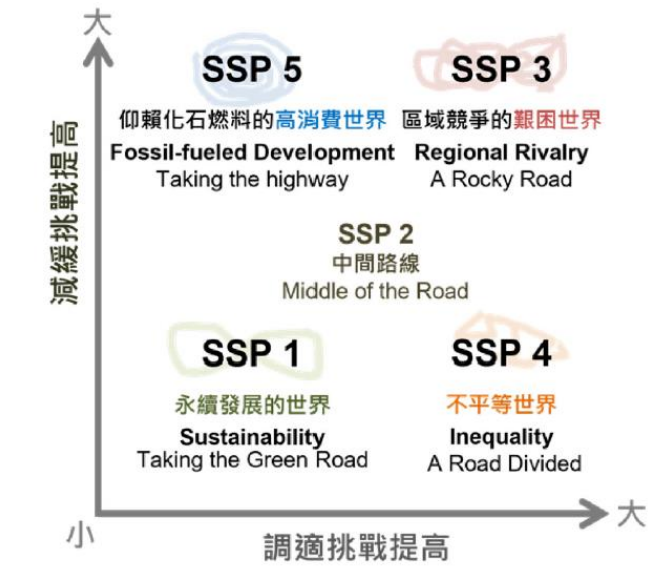 大
SSP 5
仰賴化石燃料的高消費世界
Fossil-fueled Development
Taking the highway
SSP 3
區域競爭的艱困世界
Regional Rivalry
A Rocky Road
減緩挑戰提高
SSP 2
中間路線
Middle of the Road
SSP 1
永續發展的世界
Sustainability
Taking the Green Road
SSP 4
不平等世界
Inequality
A Road Divided
小
調適挑戰提高
大